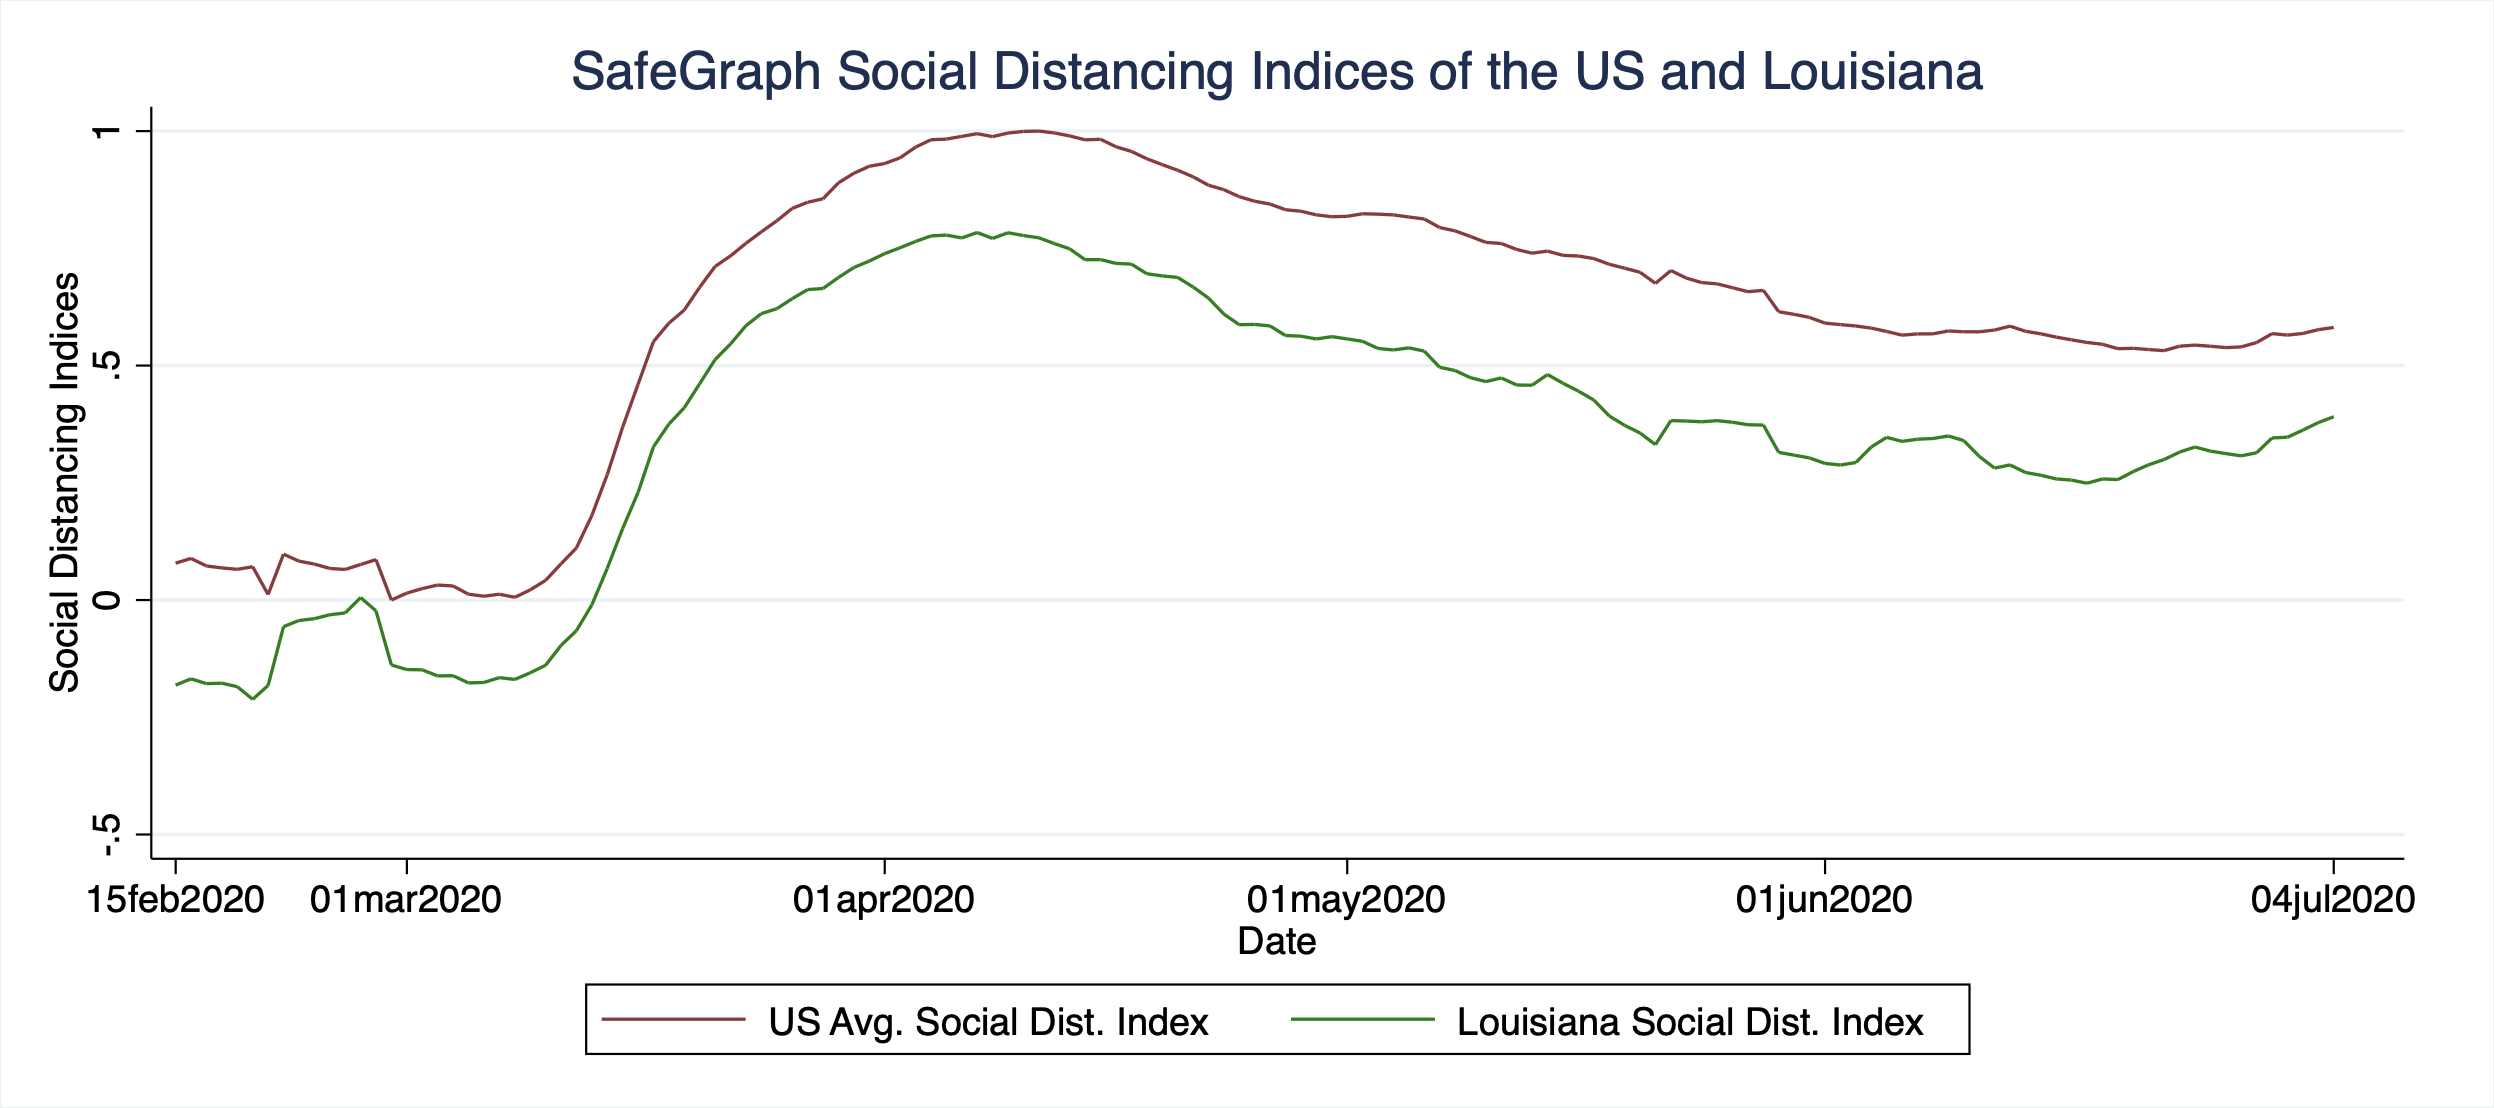 SafeGraph Social Distancing Indices of the US and Louisiana
Social Distancing Indices
1
.5
0
-.5
15feb2020 01mar2020 01apr2020 01may2020 01jun2020 04jul2020
Date
US Avg. Social Dist. Index Louisiana Social Dist. Index